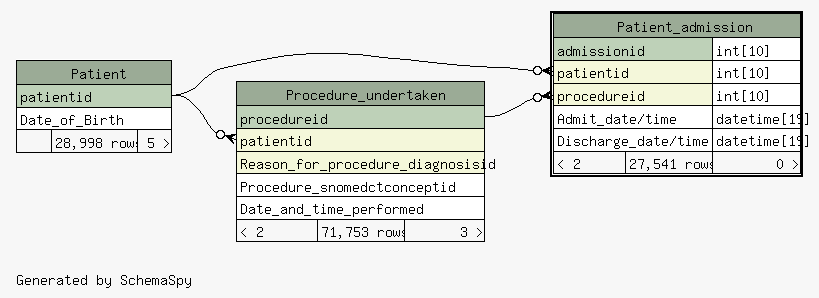 Patient
patientid
Date_of_Birth
28,998 rows 5 >
Procedure_undertaken
procedureid
patientid
Reason_for_procedure_diagnosisid
Procedure_snomedctconceptid
Date_and_time_performed
< 2 71,753 rows 3 >
Patient_admission
admissionid int[10]
patientid int[10]
procedureid int[10]
Admit_date/time datetime[19]
Discharge_date/time datetime[19]
< 2 27,541 rows 0 >
Generated by SchemaSpy